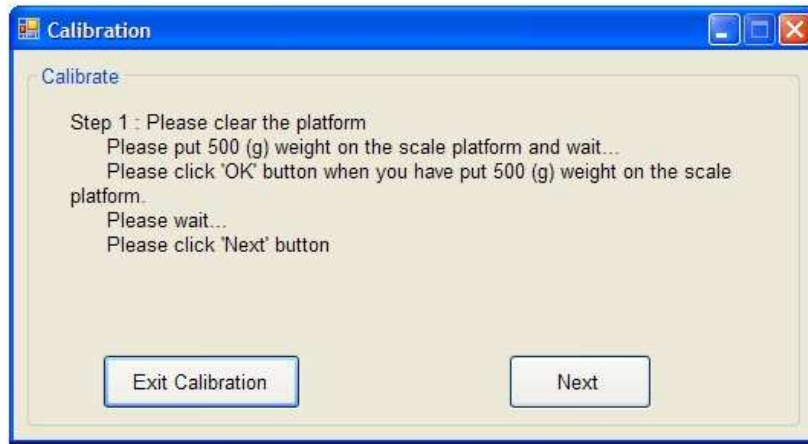 Calibration
Calibrate
Step 1 : Please clear the platform
Please put 500 (g) weight on the scale platform and wait...
Please click 'OK' button when you have put 500 (g) weight on the scale
platform.
Please wait...
Please click 'Next' button
Exit Calibration
Next